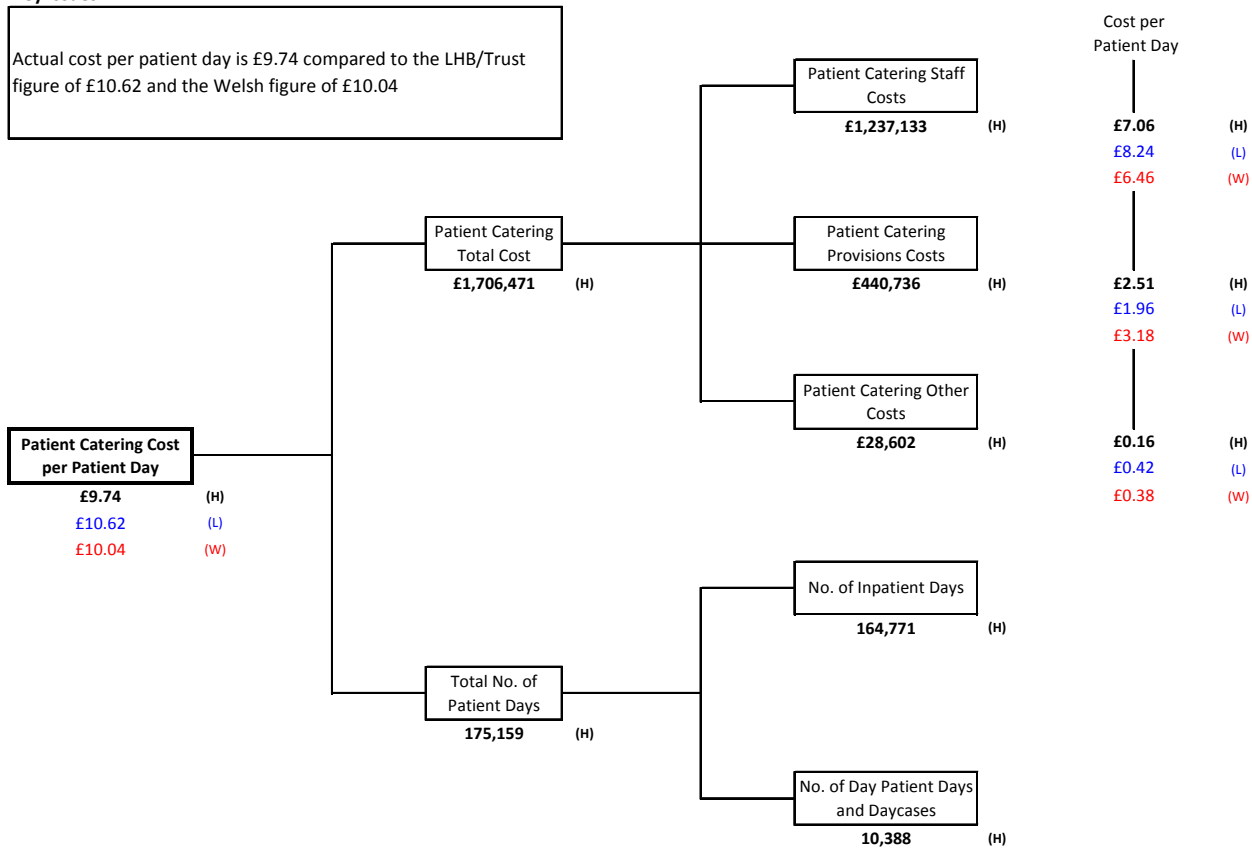 Actual cost per patient day is £9.74 compared to the LHB/Trust
figure of £10.62 and the Welsh figure of £10.04
Cost per
Patient Day
Patient Catering Staff
Costs
£1,237,133 (H) £7.06 (H)
£8.24 (L)
£6.46 (W)
Patient Catering
Total Cost
£1,706,471 (H)
Patient Catering
Provisions Costs
£440,736 (H) £2.51 (H)
£1.96 (L)
£3.18 (W)
Patient Catering Other
Costs
£28,602 (H) £0.16 (H)
£0.42 (L)
£0.38 (W)
Patient Catering Cost
per Patient Day
£9.74 (H)
£10.62 (L)
£10.04 (W)
No. of Inpatient Days
164,771 (H)
Total No. of
Patient Days
175,159 (H)
No. of Day Patient Days
and Daycases
10,388 (H)